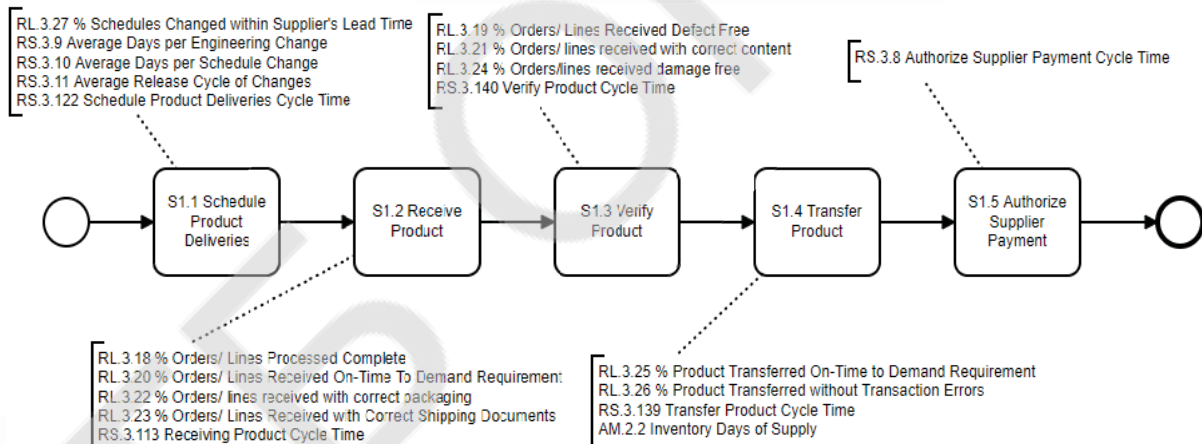 RL.3.27 % Schedules Changed within Supplier's Lead Time
RS.3.9 Average Days per Engineering Change
RS.3.10 Average Days per Schedule Change
RS.3.11 Average Release Cycle of Changes
RS.3.122 Schedule Product Deliveries Cycle Time
RL.3.19 % Orders/ Lines Received Defect Free
RL.3.21 % Orders/ lines received with correct content
RL.3.24 % Orders/lines received damage free
RS.3.140 Verify Product Cycle Time
RS.3.8 Authorize Supplier Payment Cycle Time
S1.1 Schedule
Product
Deliveries
S1.2 Receive
Product
S1.3 Verify
Product
S1.4 Transfer
Product
S1.5 Authorize
Supplier
Payment
RL.3.18 % Orders/ Lines Processed Complete
RL.3.20 % Orders/ Lines Received On-Time To Demand Requirement
RL.3.22 % Orders/ lines received with correct packaging
RL.3.23 % Orders/ Lines Received with Correct Shipping Documents
RS.3.113 Receiving Product Cycle Time
RL.3.25 % Product Transferred On-Time to Demand Requirement
RL.3.26 % Product Transferred without Transaction Errors
RS.3.139 Transfer Product Cycle Time
AM.2.2 Inventory Days of Supply